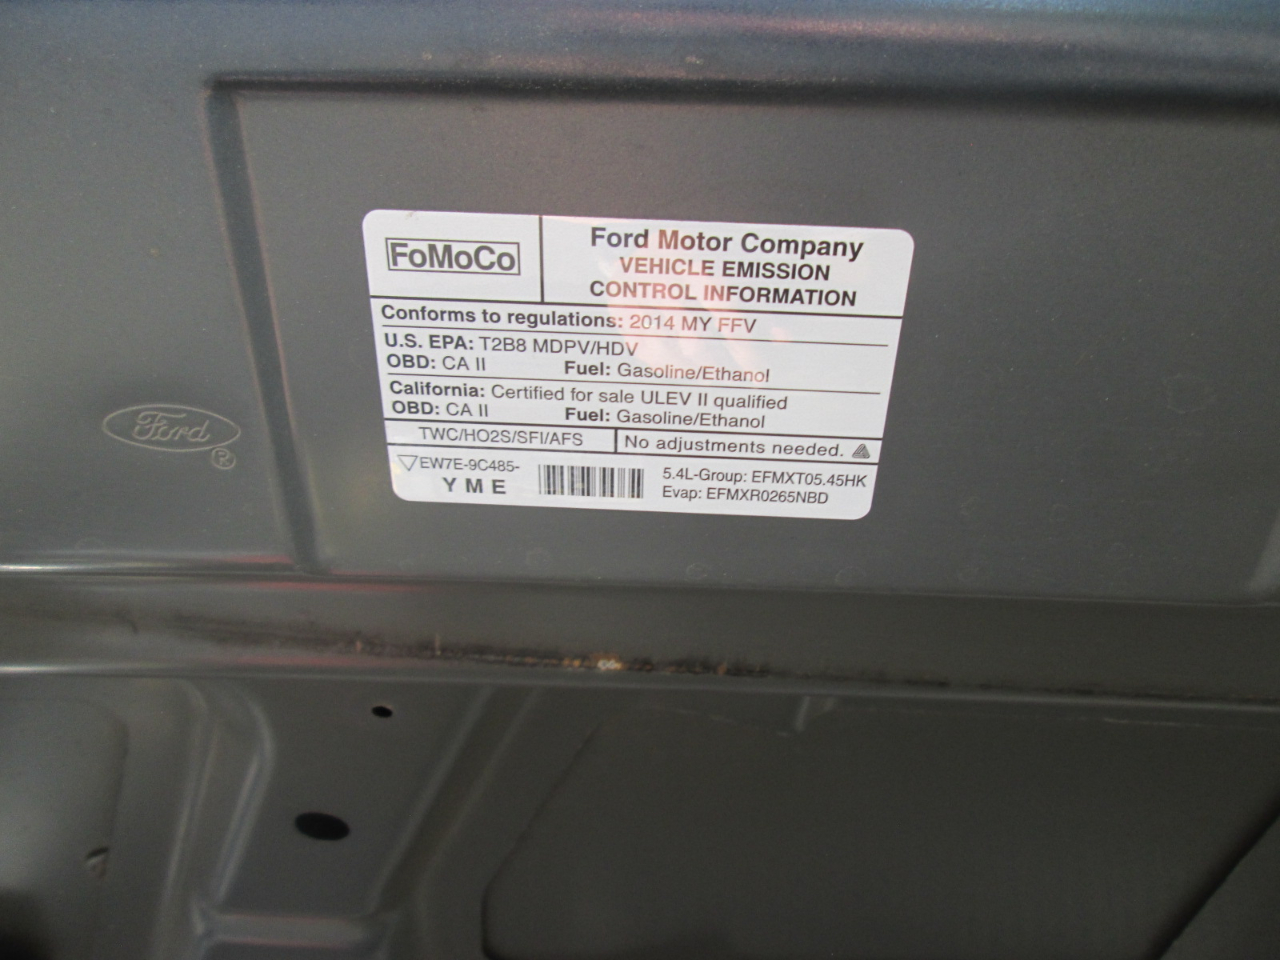 FoMoCo
Ford Motor Company
VEHICLE EMISSION
CONTROL INFORMATION
Conforms to regulations: 2014 MY FFV
U.S. EPA: T2B8 MDPV/HDV
OBD: CA II Fuel: Gasoline/Ethanol
California: Certified for sale ULEV II qualified
OBD: CA II Fuel: Gasoline/Ethanol
TWC/HO2S/SFI/AFS No adjustments needed.
EW7E-9C485-
YME
5.4L-Group: EFMXT05.45HK
Evap: EFMXR0265NBD
Ford
®